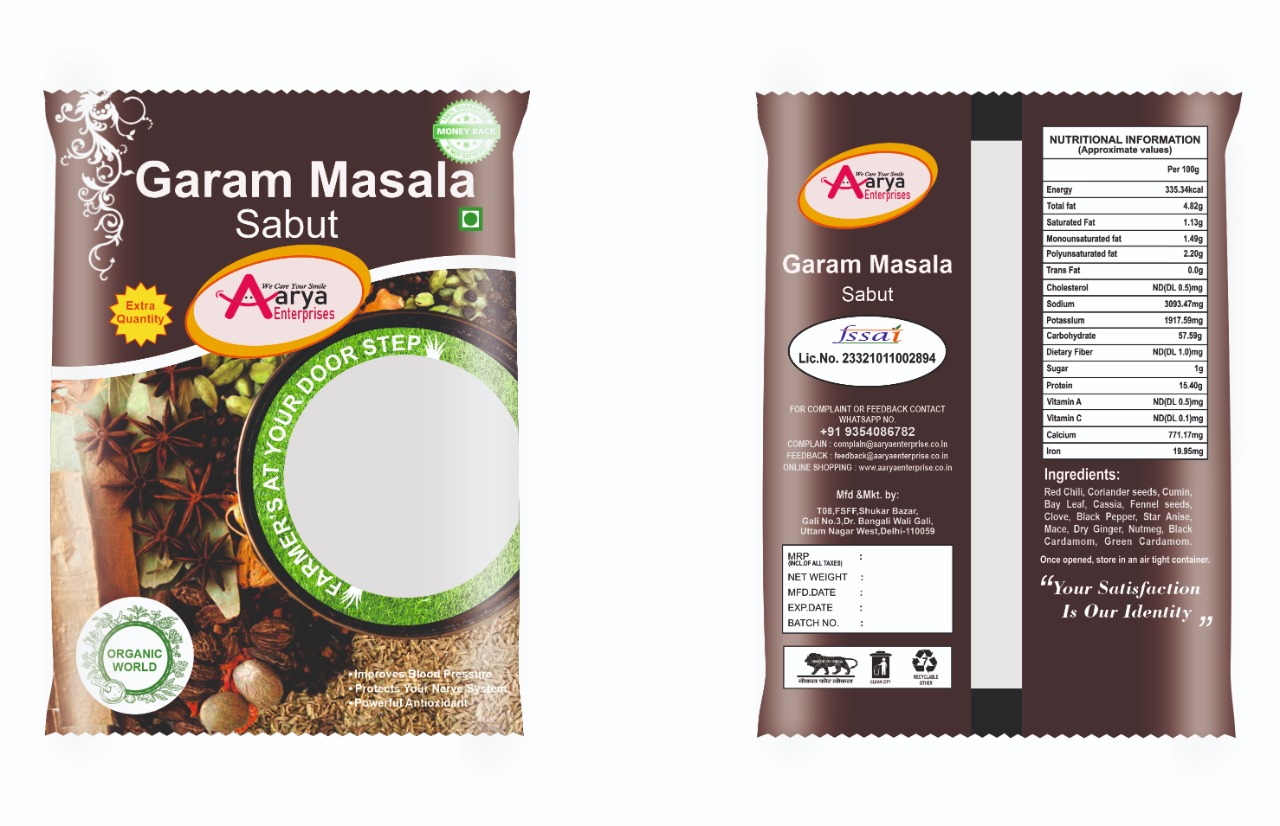 MONEY BACK
Garam Masala
Sabut
We Care Your Smile
Aarya
Enterprises
Extra
Quantity
FARMER'S AT YOUR DOOR STEP
ORGANIC
WORLD
• Improves Blood Pressure
• Protects Your Nerve System
• Powerful Antioxidant
We Care Your Smile
Aarya
Enterprises
Garam Masala
Sabut
fssai
Lic.No. 23321011002894
FOR COMPLAINT OR FEEDBACK CONTACT
WHATSAPP NO.
+91 9354086782
COMPLAIN : complain@aaryaenterprise.co.in
FEEDBACK : feedback@aaryaenterprise.co.in
ONLINE SHOPPING : www.aaryaenterprise.co.in
Mfd &Mkt. by:
T08,FSFF,Shukar Bazar,
Gali No.3,Dr. Bangali Wali Gali,
Uttam Nagar West,Delhi-110059
MRP :
(INCL.OF ALL TAXES)
NET WEIGHT :
MFD.DATE :
EXP.DATE :
BATCH NO. :
MADE IN INDIA
वोकल फॉर लोकल
CLEAN CITY
7
RECYCLABLE
OTHER
NUTRITIONAL INFORMATION
(Approximate values)
Per 100g
Energy 335.34kcal
Total fat 4.82g
Saturated Fat 1.13g
Monounsaturated fat 1.49g
Polyunsaturated fat 2.20g
Trans Fat 0.0g
Cholesterol ND(DL 0.5)mg
Sodium 3093.47mg
Potassium 1917.59mg
Carbohydrate 57.59g
Dietary Fiber ND(DL 1.0)mg
Sugar 1g
Protein 15.40g
Vitamin A ND(DL 0.5)mg
Vitamin C ND(DL 0.1)mg
Calcium 771.17mg
Iron 19.95mg
Ingredients:
Red Chili, Coriander seeds, Cumin,
Bay Leaf, Cassia, Fennel seeds,
Clove, Black Pepper, Star Anise,
Mace, Dry Ginger, Nutmeg, Black
Cardamom, Green Cardamom.
Once opened, store in an air tight container.
“Your Satisfaction
Is Our Identity„